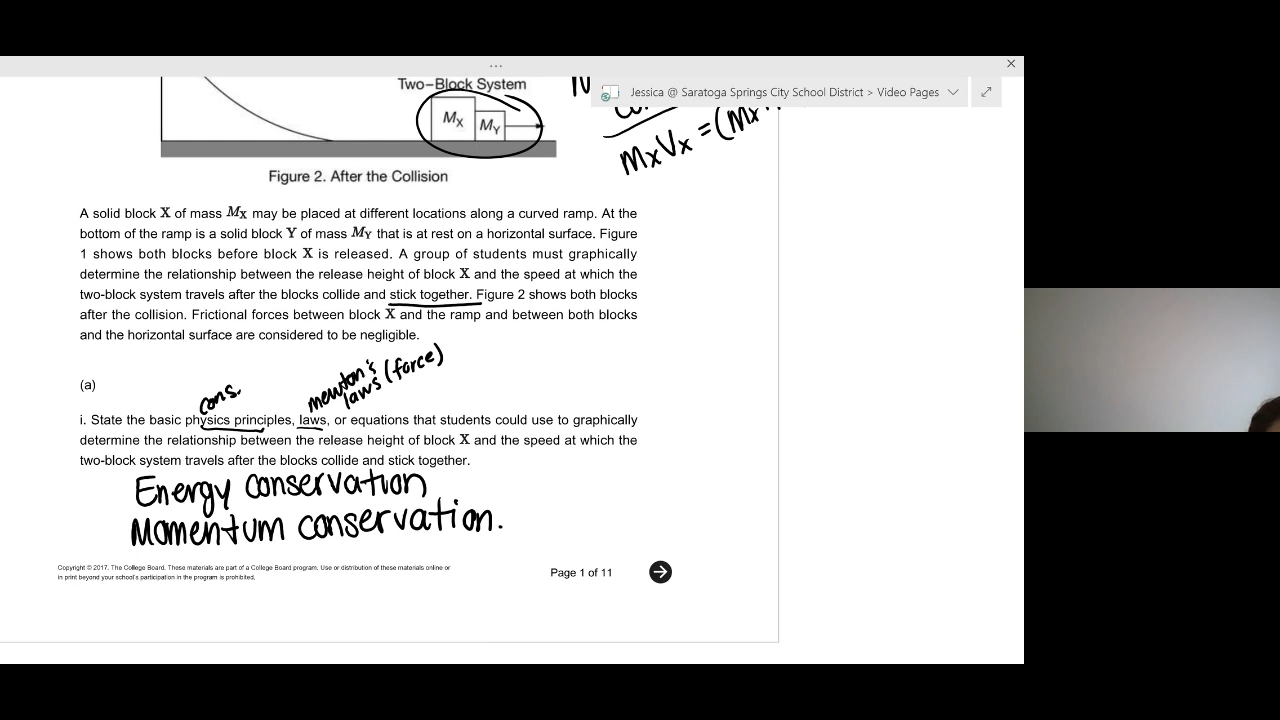 ...
Two–Block System
Jessica @ Saratoga Springs City School District > Video Pages
MX MY
MXVX = (MX
Figure 2. After the Collision
A solid block X of mass MX may be placed at different locations along a curved ramp. At the
bottom of the ramp is a solid block Y of mass MY that is at rest on a horizontal surface. Figure
1 shows both blocks before block X is released. A group of students must graphically
determine the relationship between the release height of block X and the speed at which the
two-block system travels after the blocks collide and stick together. Figure 2 shows both blocks
after the collision. Frictional forces between block X and the ramp and between both blocks
and the horizontal surface are considered to be negligible.
(a)
cons.
newton's
laws (force)
i. State the basic physics principles, laws, or equations that students could use to graphically
determine the relationship between the release height of block X and the speed at which the
two-block system travels after the blocks collide and stick together.
Energy conservation
Momentum conservation.
Copyright © 2017. The College Board. These materials are part of a College Board program. Use or distribution of these materials online or
in print beyond your school's participation in the program is prohibited.
Page 1 of 11